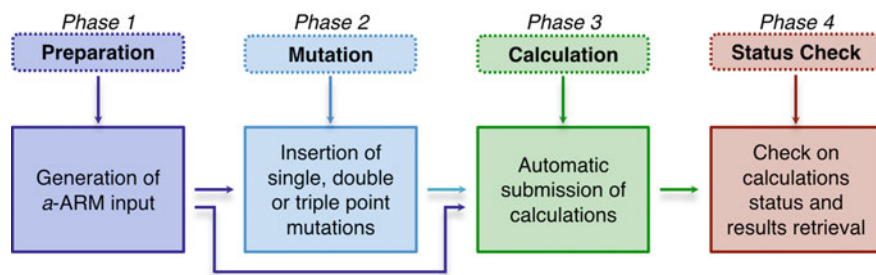 Phase 1
Preparation
Generation of
a-ARM input
Phase 2
Mutation
Insertion of
single, double
or triple point
mutations
Phase 3
Calculation
Automatic
submission of
calculations
Phase 4
Status Check
Check on
calculations
status and
results retrieval